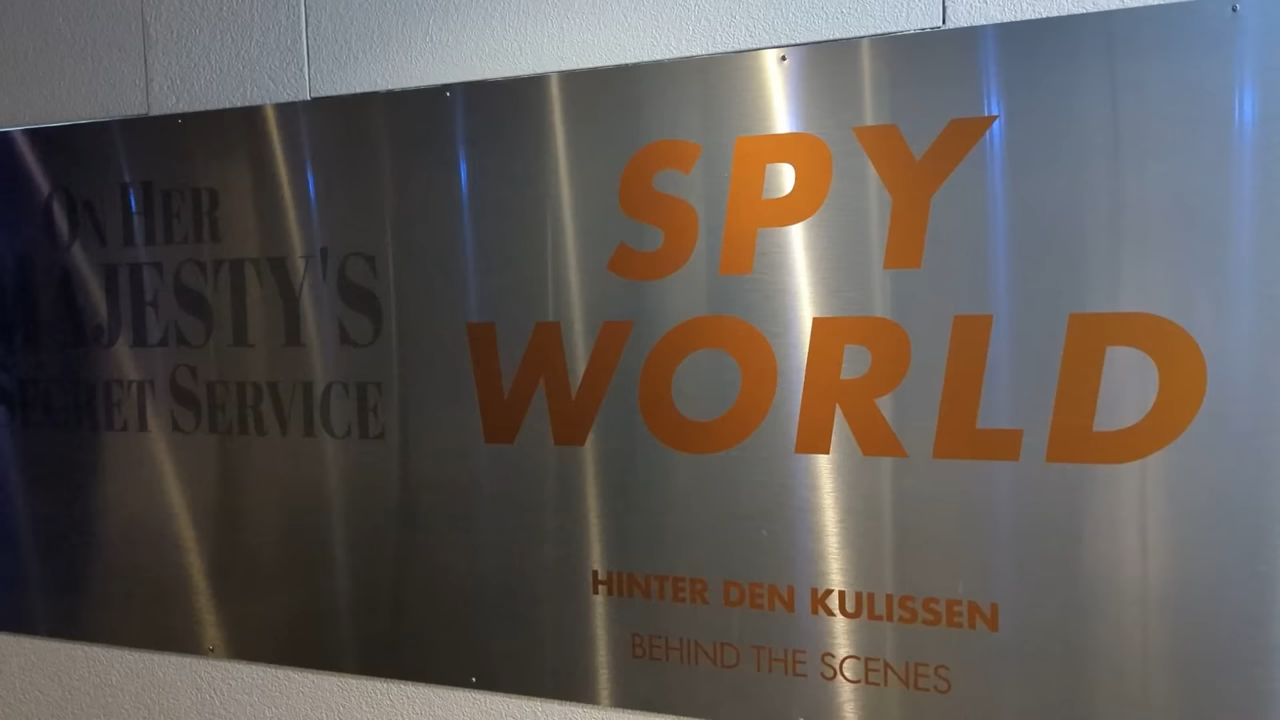 ON HER
MAJESTY'S
SECRET SERVICE
SPY
WORLD
HINTER DEN KULISSEN
BEHIND THE SCENES